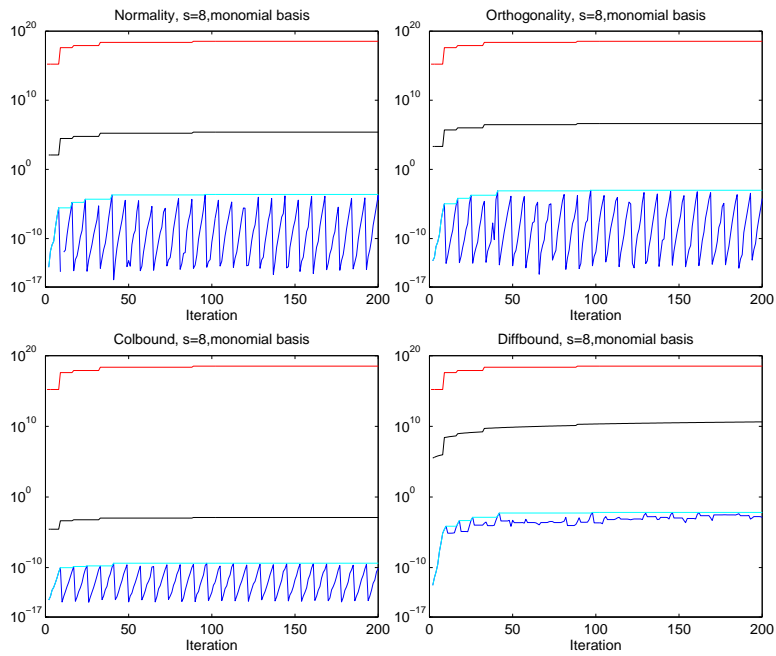 Normality, s=8,monomial basis
10^20
10^10
10^0
10^-10
10^-17
0 50 100 150 200
Iteration
Orthogonality, s=8,monomial basis
10^20
10^10
10^0
10^-10
10^-17
0 50 100 150 200
Iteration
Colbound, s=8,monomial basis
10^20
10^10
10^0
10^-10
10^-17
0 50 100 150 200
Iteration
Diffbound, s=8,monomial basis
10^20
10^10
10^0
10^-10
10^-17
0 50 100 150 200
Iteration